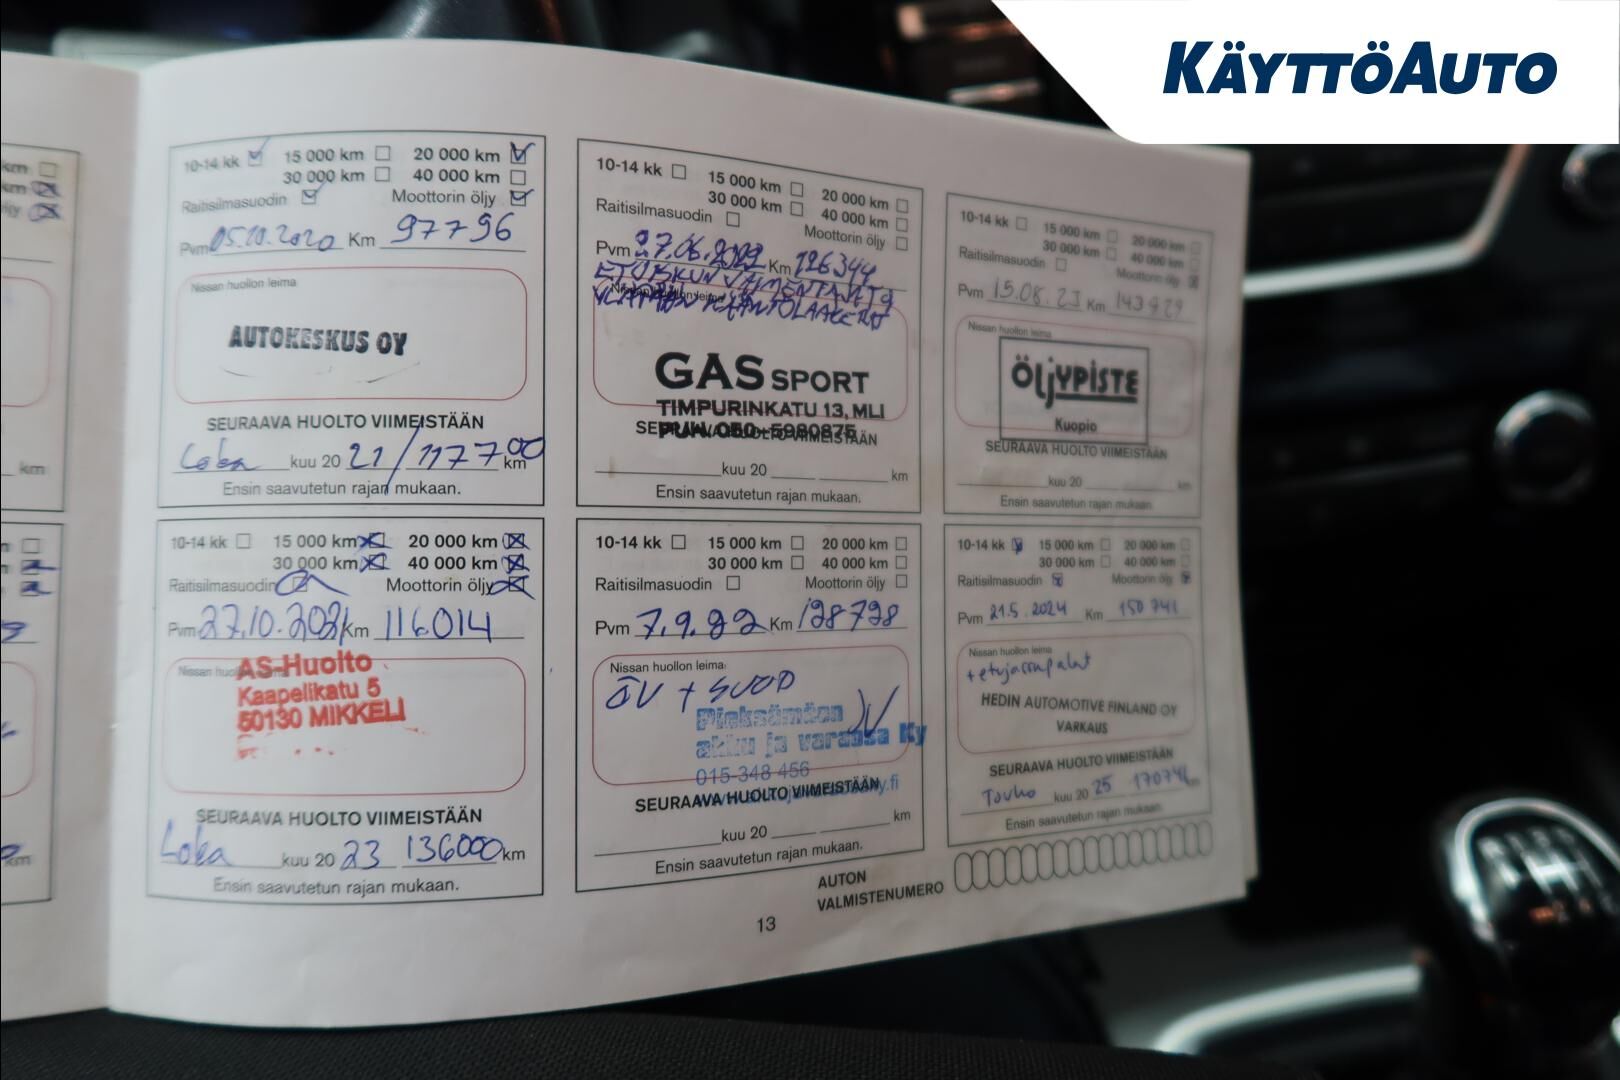 KÄYTTÖAUTO
10-14 kk 15 000 km 20 000 km
30 000 km 40 000 km
Raitisilmasuodin Moottorin öljy
Pvm 05.10.2020 Km 97796
Nissan huollon leima
AUTOKESKUS OY
SEURAAVA HUOLTO VIIMEISTÄÄN
Loka kuu 20 21 / 117700 km
Ensin saavutetun rajan mukaan.
10-14 kk 15 000 km 20 000 km
30 000 km 40 000 km
Raitisilmasuodin Moottorin öljy
Pvm 27.10.2021 Km 116014
Nissan
AS-Huolto
Kaapelikatu 5
50130 MIKKELI
SEURAAVA HUOLTO VIIMEISTÄÄN
Loka kuu 20 23 136000 km
Ensin saavutetun rajan mukaan.
10-14 kk 15 000 km 20 000 km
30 000 km 40 000 km
Raitisilmasuodin Moottorin öljy
Pvm 27.06.2022 Km 126344
ETUISKUNVAIMENTAJAT
Nissan huollon leima
GAS SPORT
TIMPURINKATU 13, MLI
PUH. 050-5980875
SEURAAVA HUOLTO VIIMEISTÄÄN
kuu 20 km
Ensin saavutetun rajan mukaan.
10-14 kk 15 000 km 20 000 km
30 000 km 40 000 km
Raitisilmasuodin Moottorin öljy
Pvm 7.9.22 Km 128728
Nissan huollon leima
ÖV + SUOD
Pieksämäen
akku ja varaosa Ky
015-348 456
SEURAAVA HUOLTO VIIMEISTÄÄN
kuu 20 km
Ensin saavutetun rajan mukaan.
10-14 kk 15 000 km 20 000 km
30 000 km 40 000 km
Raitisilmasuodin Moottorin öljy
Pvm 15.08.23 Km 143929
Nissan huollon leima
ÖLJYPISTE
Kuopio
SEURAAVA HUOLTO VIIMEISTÄÄN
kuu 20 km
Ensin saavutetun rajan mukaan.
10-14 kk 15 000 km 20 000 km
30 000 km 40 000 km
Raitisilmasuodin Moottorin öljy
Pvm 21.5.2024 Km 150741
Nissan huollon leima
+etujarrupalat
HEDIN AUTOMOTIVE FINLAND OY
VARKAUS
SEURAAVA HUOLTO VIIMEISTÄÄN
Touko kuu 20 25 170741 km
Ensin saavutetun rajan mukaan.
AUTON
VALMISTENUMERO
13